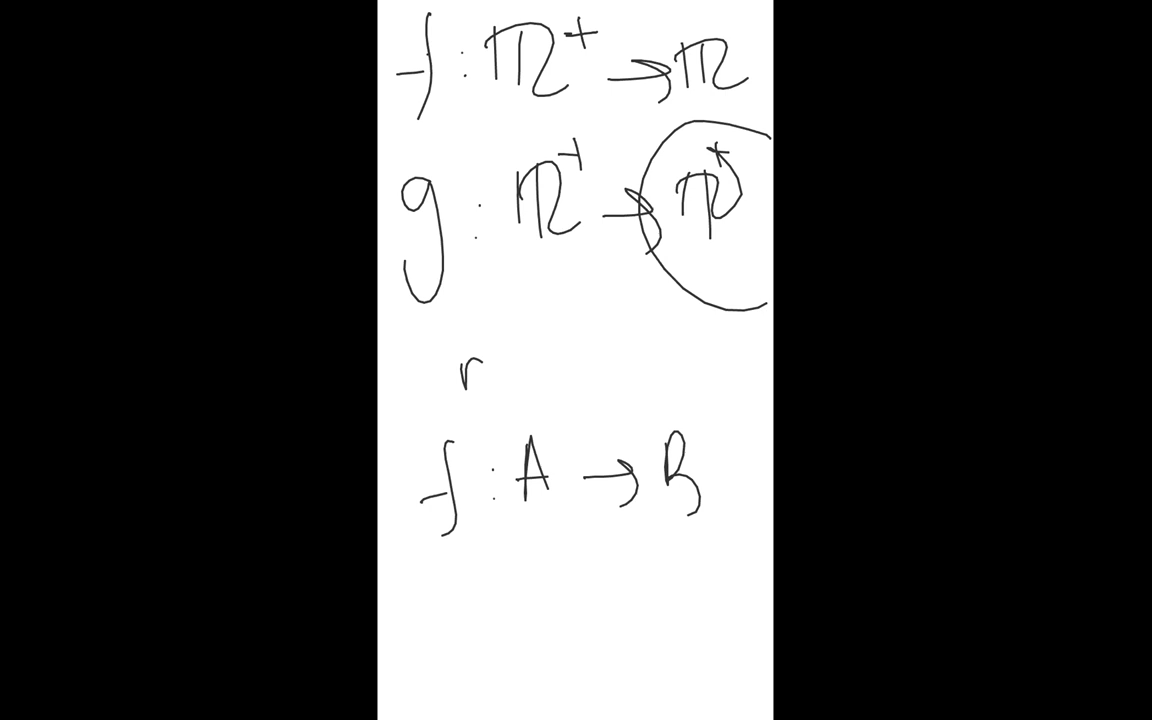 f : ℝ⁺ → ℝ
g : ℝ⁺ → ℝ⁺
r
f : A → B